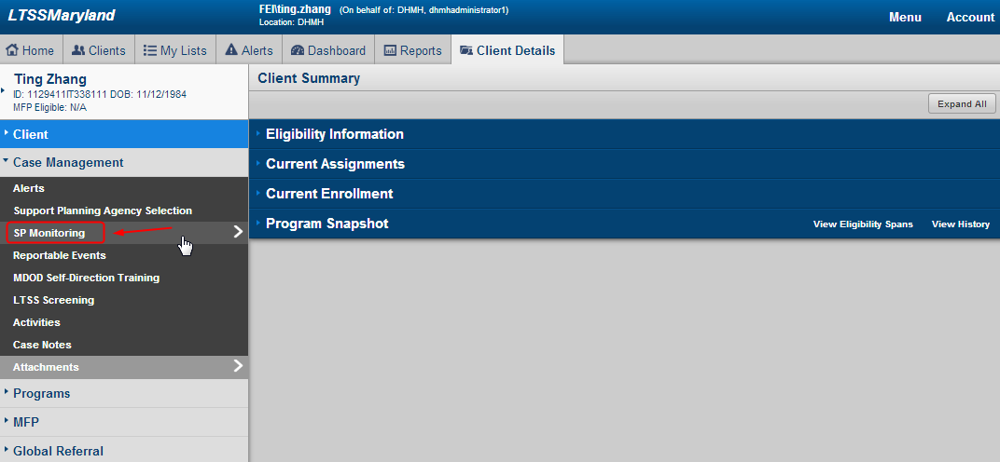 LTSSMaryland
FEI\ting.zhang (On behalf of: DHMH, dhmhadministrator1)
Location: DHMH
Menu Account
Home Clients My Lists Alerts Dashboard Reports Client Details
Ting Zhang
ID: 1129411IT338111 DOB: 11/12/1984
MFP Eligible: N/A
Client
Case Management
Alerts
Support Planning Agency Selection
SP Monitoring
Reportable Events
MDOD Self-Direction Training
LTSS Screening
Activities
Case Notes
Attachments
Programs
MFP
Global Referral
Client Summary
Expand All
Eligibility Information
Current Assignments
Current Enrollment
Program Snapshot View Eligibility Spans View History